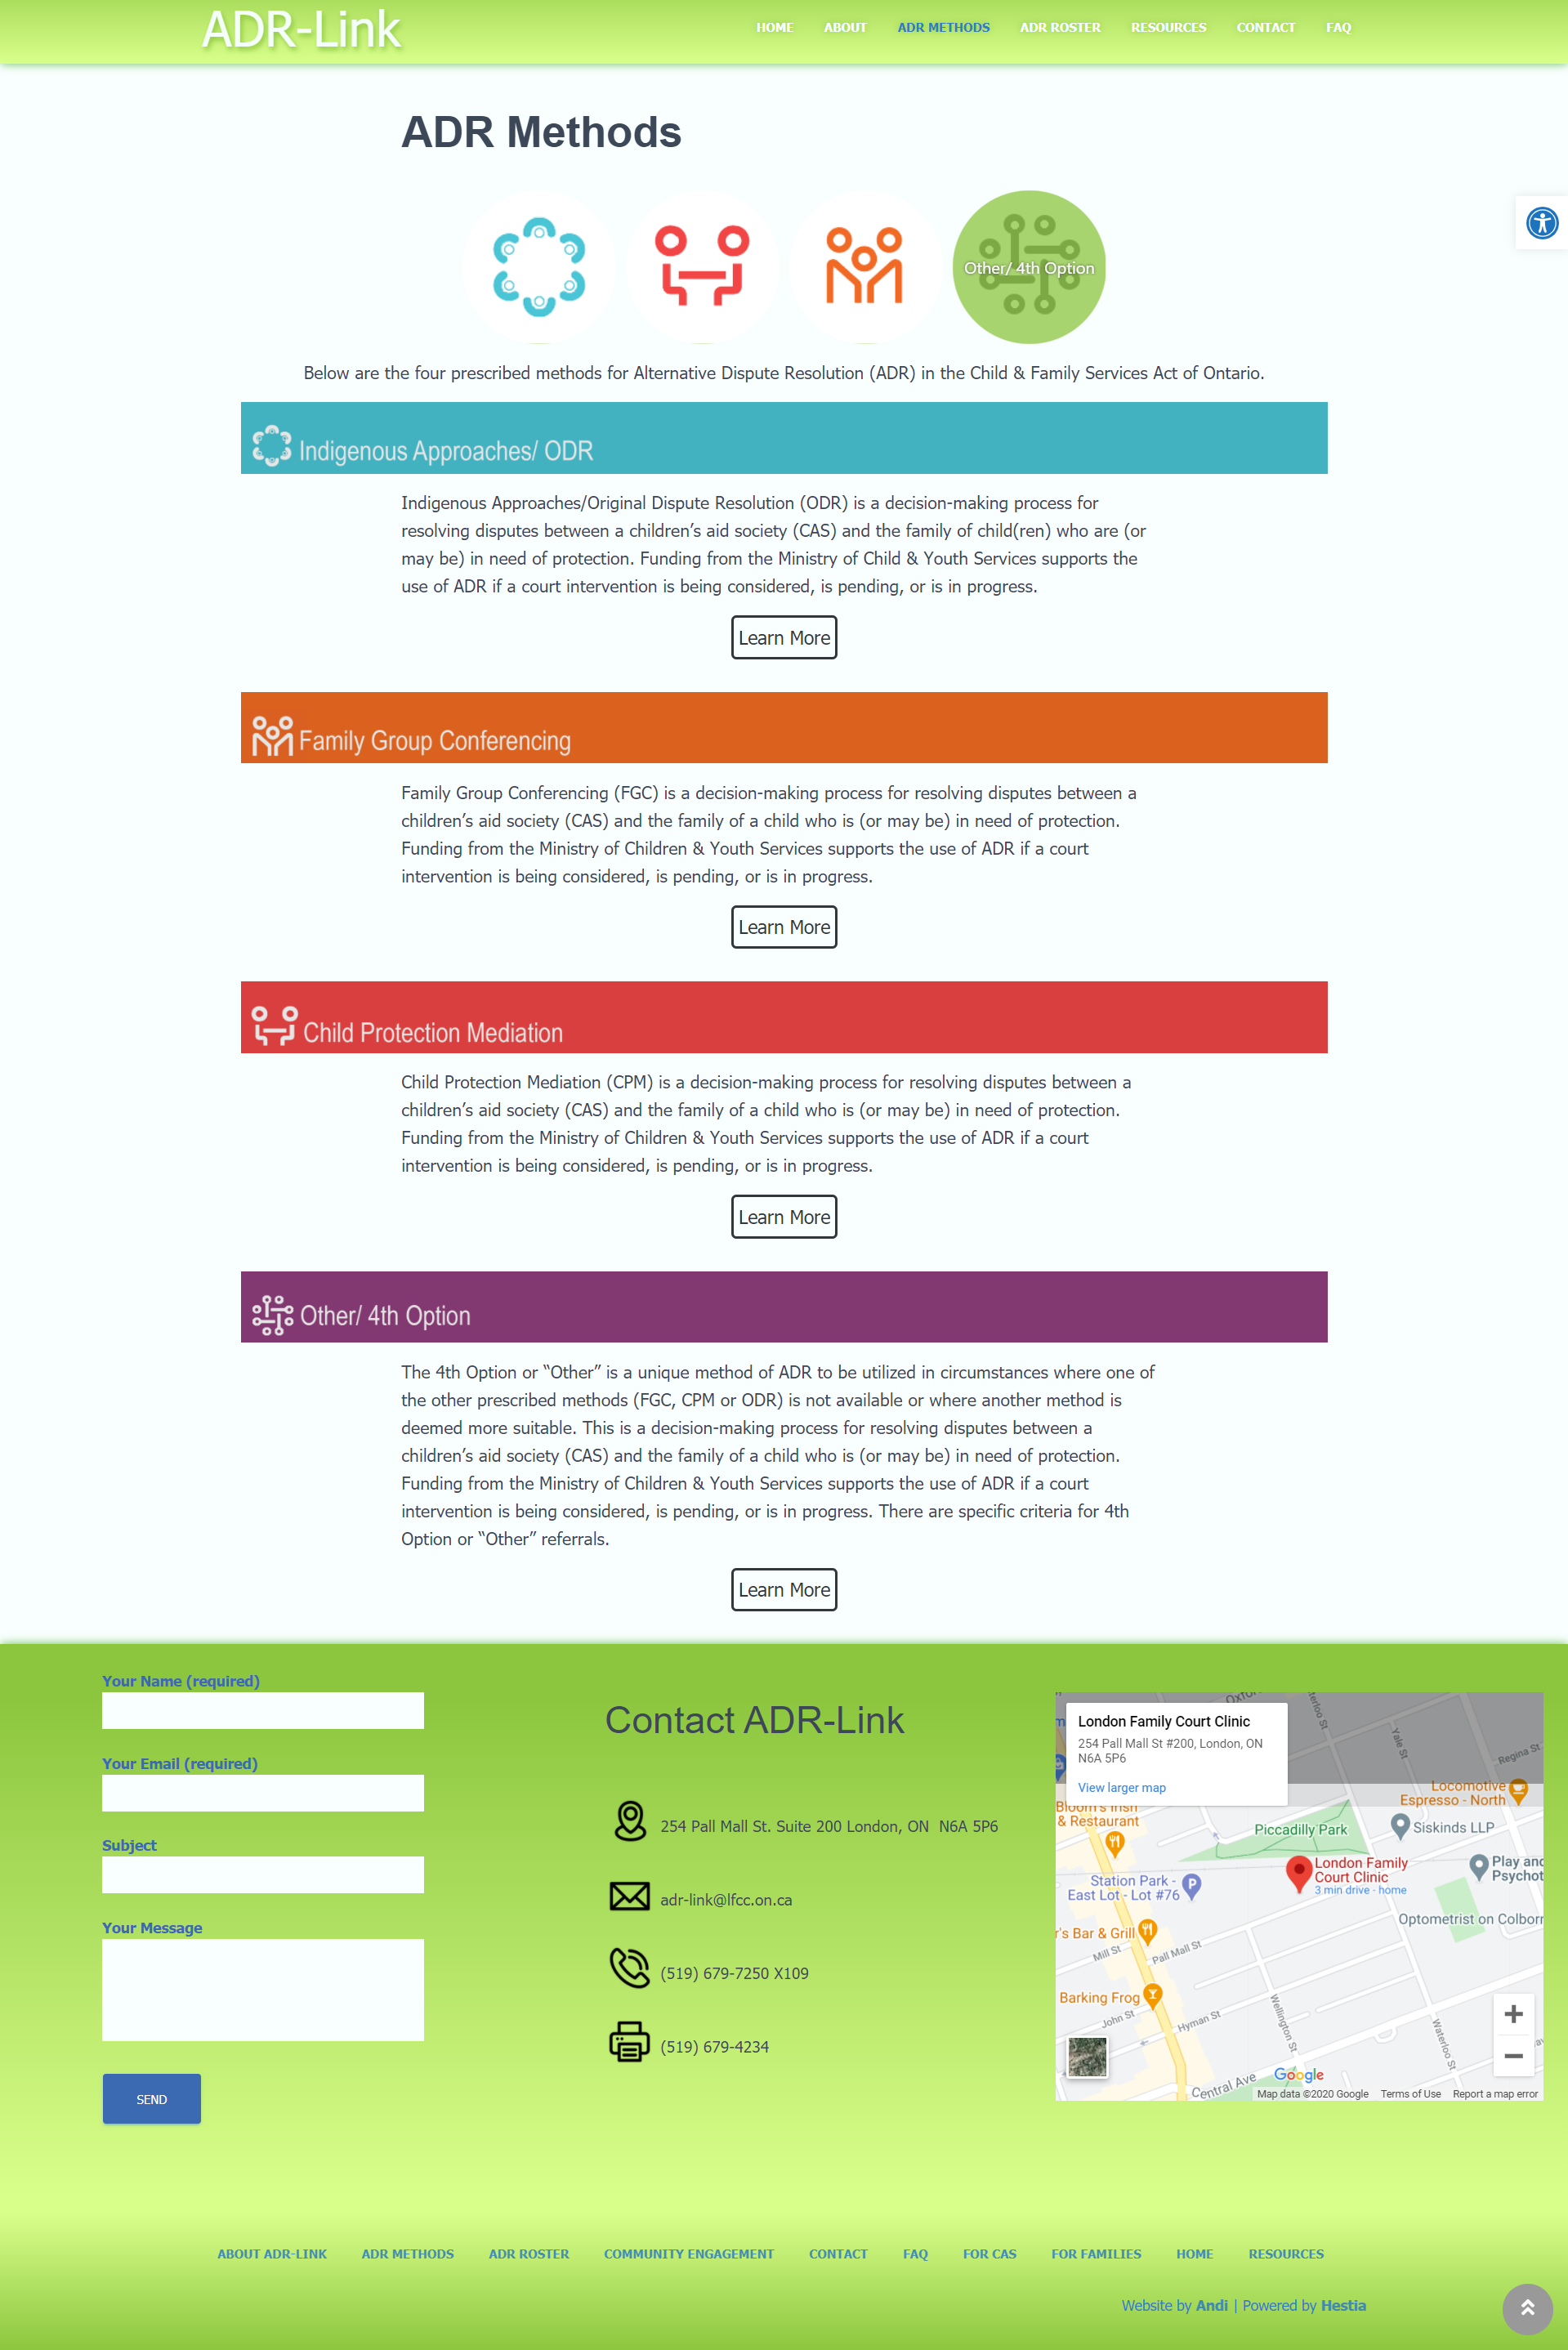 ADR-Link
HOME ABOUT ADR METHODS ADR ROSTER RESOURCES CONTACT FAQ
ADR Methods
Other/ 4th Option
Below are the four prescribed methods for Alternative Dispute Resolution (ADR) in the Child & Family Services Act of Ontario.
Indigenous Approaches/ ODR
Indigenous Approaches/Original Dispute Resolution (ODR) is a decision-making process for
resolving disputes between a children’s aid society (CAS) and the family of child(ren) who are (or
may be) in need of protection. Funding from the Ministry of Child & Youth Services supports the
use of ADR if a court intervention is being considered, is pending, or is in progress.
Learn More
Family Group Conferencing
Family Group Conferencing (FGC) is a decision-making process for resolving disputes between a
children’s aid society (CAS) and the family of a child who is (or may be) in need of protection.
Funding from the Ministry of Children & Youth Services supports the use of ADR if a court
intervention is being considered, is pending, or is in progress.
Learn More
Child Protection Mediation
Child Protection Mediation (CPM) is a decision-making process for resolving disputes between a
children’s aid society (CAS) and the family of a child who is (or may be) in need of protection.
Funding from the Ministry of Children & Youth Services supports the use of ADR if a court
intervention is being considered, is pending, or is in progress.
Learn More
Other/ 4th Option
The 4th Option or “Other” is a unique method of ADR to be utilized in circumstances where one of
the other prescribed methods (FGC, CPM or ODR) is not available or where another method is
deemed more suitable. This is a decision-making process for resolving disputes between a
children’s aid society (CAS) and the family of a child who is (or may be) in need of protection.
Funding from the Ministry of Children & Youth Services supports the use of ADR if a court
intervention is being considered, is pending, or is in progress. There are specific criteria for 4th
Option or “Other” referrals.
Learn More
Your Name (required)
Your Email (required)
Subject
Your Message
SEND
Contact ADR-Link
254 Pall Mall St. Suite 200 London, ON N6A 5P6
adr-link@lfcc.on.ca
(519) 679-7250 X109
(519) 679-4234
London Family Court Clinic
254 Pall Mall St #200, London, ON
N6A 5P6
View larger map
Yale St
Regina St
Locomotive
Espresso - North
& Restaurant
Piccadilly Park
Siskinds LLP
London Family
Court Clinic
3 min drive - home
Play and
Psychot
Station Park -
East Lot - Lot #76
Optometrist on Colborn
r's Bar & Grill
Mill St
Pall Mall St
Barking Frog
John St
Hyman St
Wellington St
Waterloo St
Central Ave
Google
Map data ©2020 Google Terms of Use Report a map error
ABOUT ADR-LINK ADR METHODS ADR ROSTER COMMUNITY ENGAGEMENT CONTACT FAQ FOR CAS FOR FAMILIES HOME RESOURCES
Website by Andi | Powered by Hestia